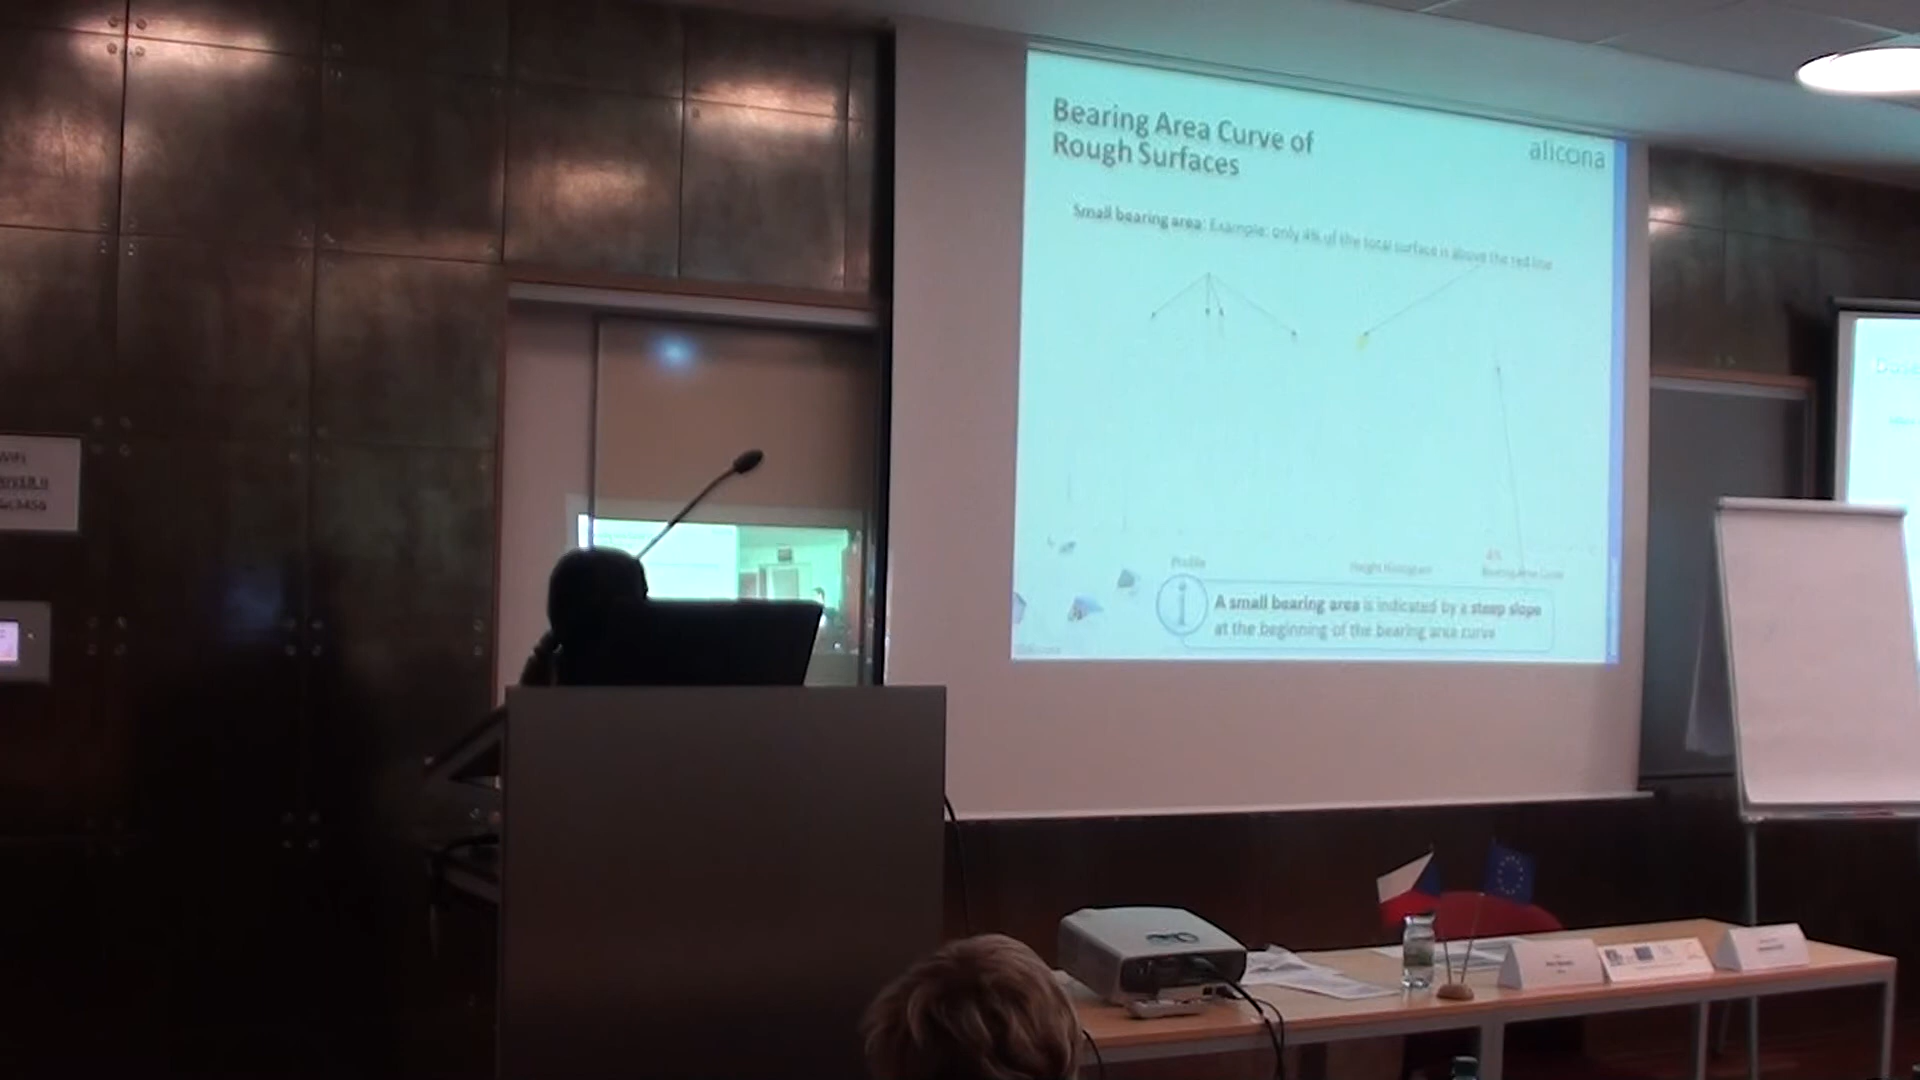 Bearing Area Curve of
Rough Surfaces
alicona
Small bearing area: Example: only 4% of the total surface is above the red line
Profile
Height Histogram
4%
Bearing Area Curve
A small bearing area is indicated by a steep slope
at the beginning of the bearing area curve
WiFi
3456